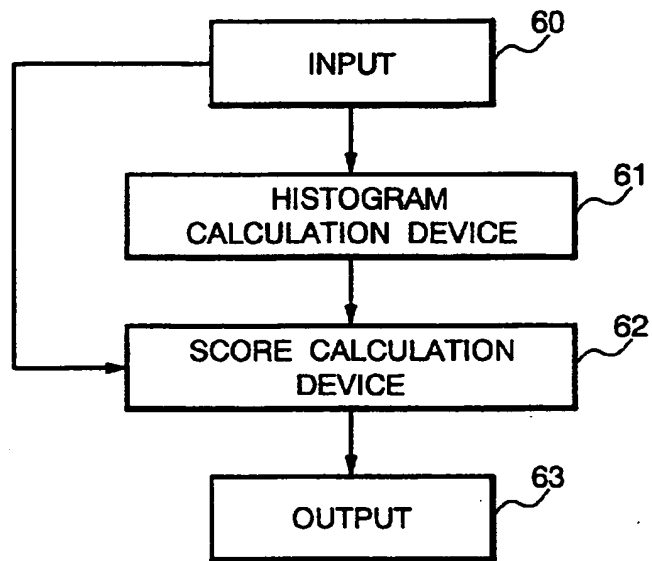 60
INPUT
61
HISTOGRAM
CALCULATION DEVICE
62
SCORE CALCULATION
DEVICE
63
OUTPUT